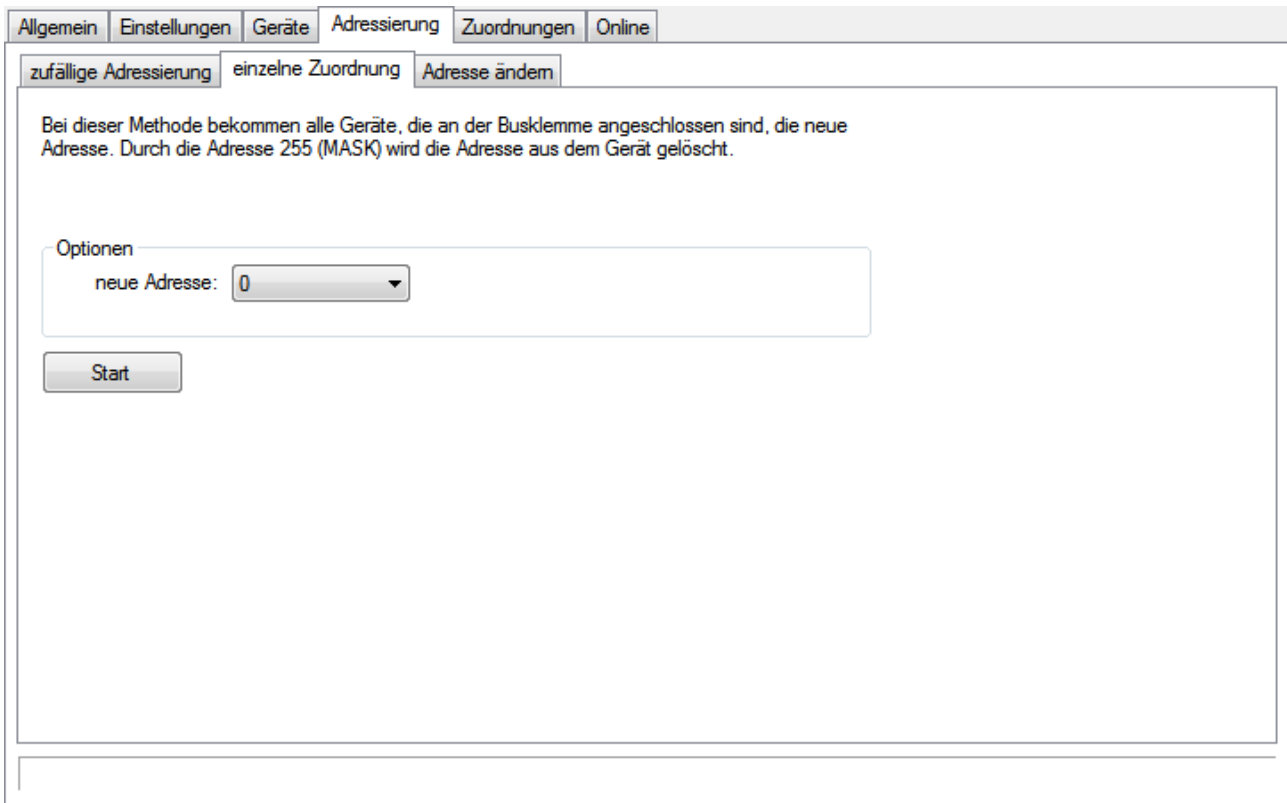 Allgemein Einstellungen Geräte Adressierung Zuordnungen Online
zufällige Adressierung einzelne Zuordnung Adresse ändern
Bei dieser Methode bekommen alle Geräte, die an der Busklemme angeschlossen sind, die neue
Adresse. Durch die Adresse 255 (MASK) wird die Adresse aus dem Gerät gelöscht.
Optionen
neue Adresse: 0
Start